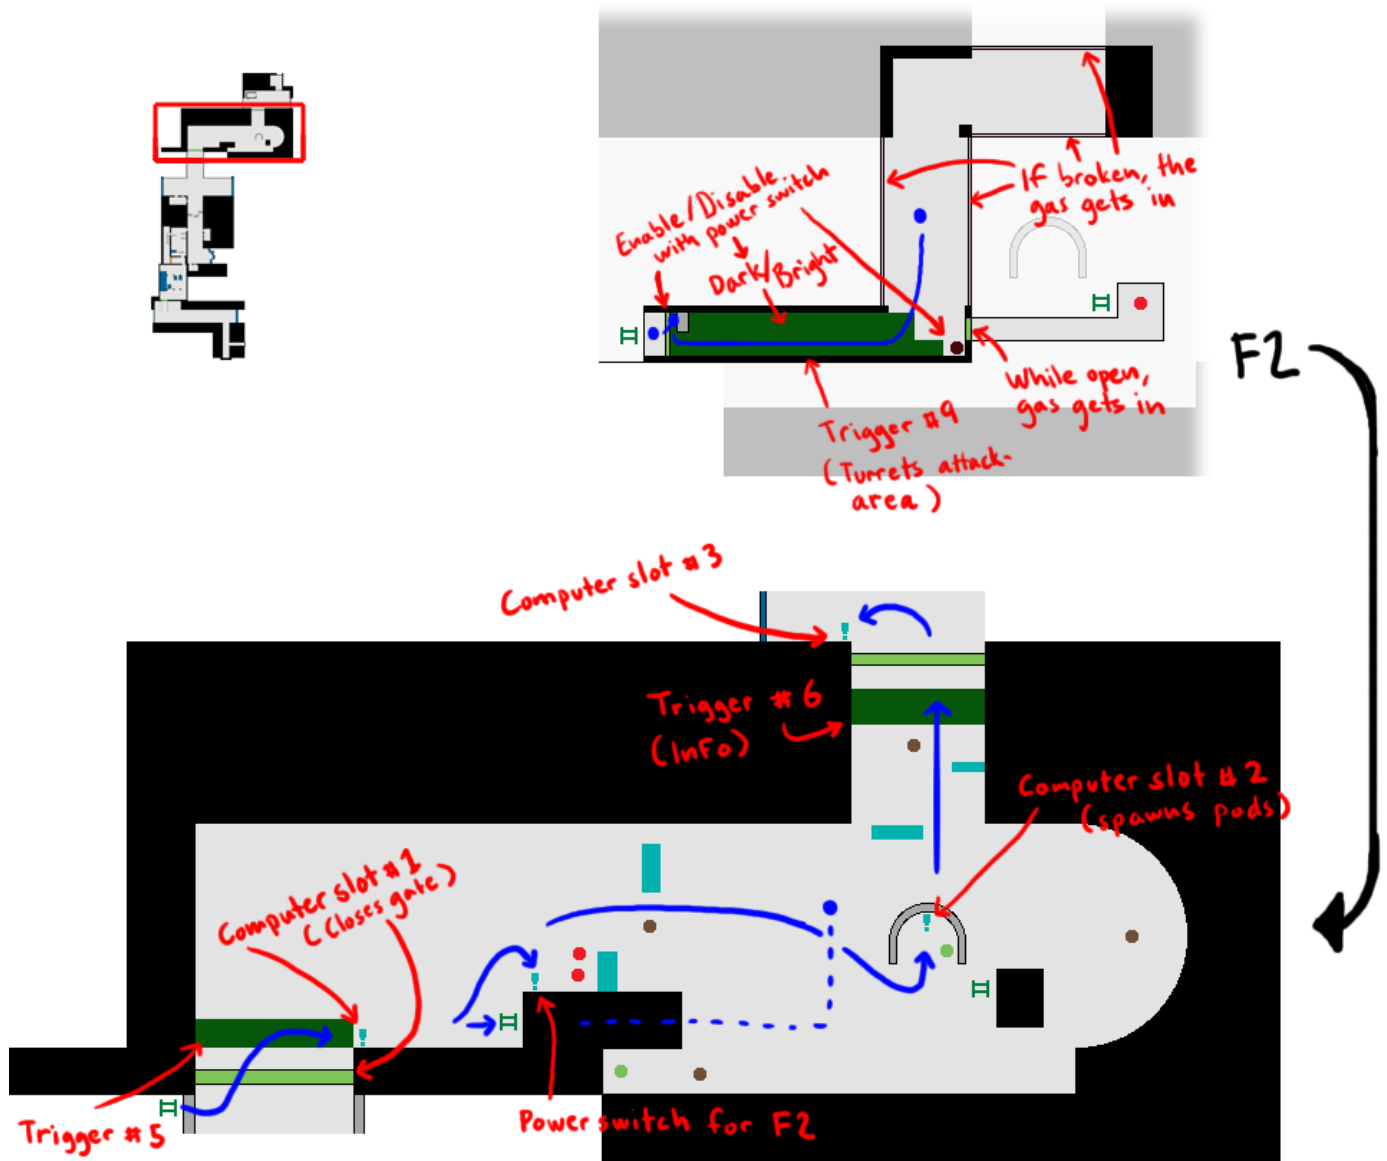 Enable/Disable
with power switch
Dark/Bright
If broken, the
gas gets in
While open,
gas gets in
Trigger #9
(Turrets attack-
area)
F2
Computer slot #3
Trigger #6
(Info)
Computer slot #2
(spawns pods)
Computer slot #1
(Closes gate)
Trigger #5
Power switch for F2